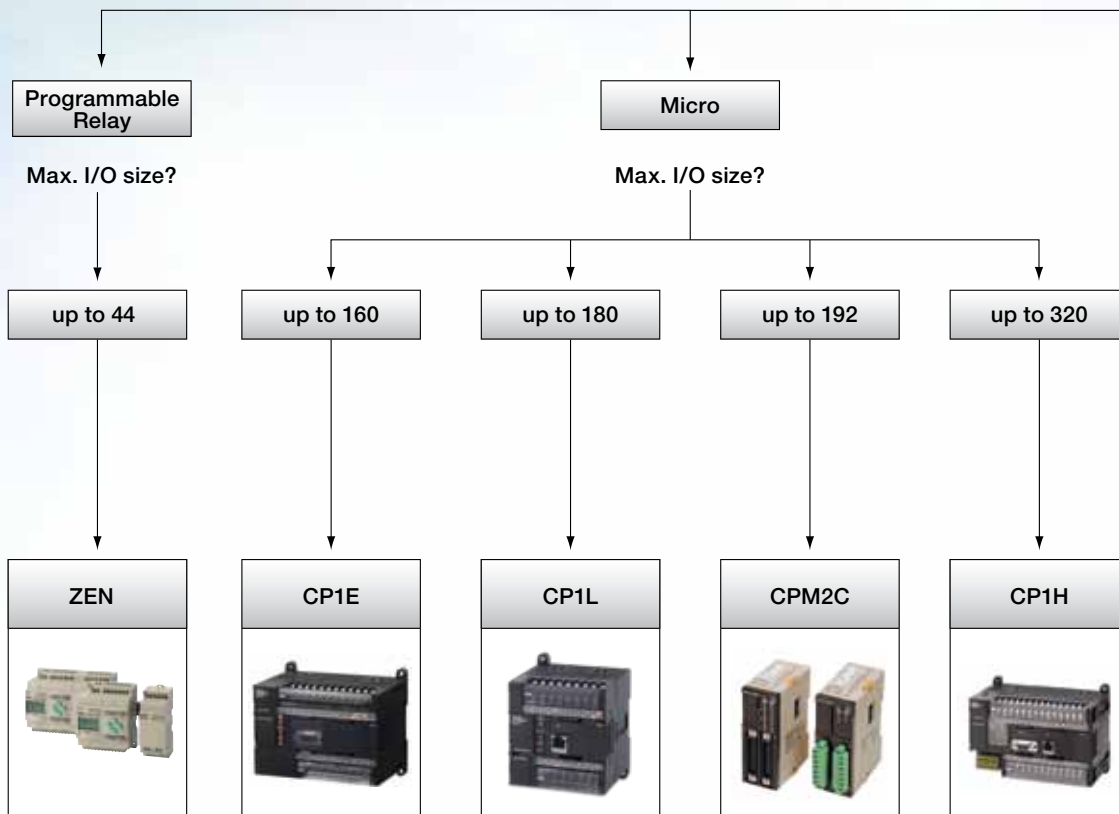 Programmable
Relay
Micro
Max. I/O size?
Max. I/O size?
up to 44
up to 160
up to 180
up to 192
up to 320
ZEN
CP1E
CP1L
CPM2C
CP1H